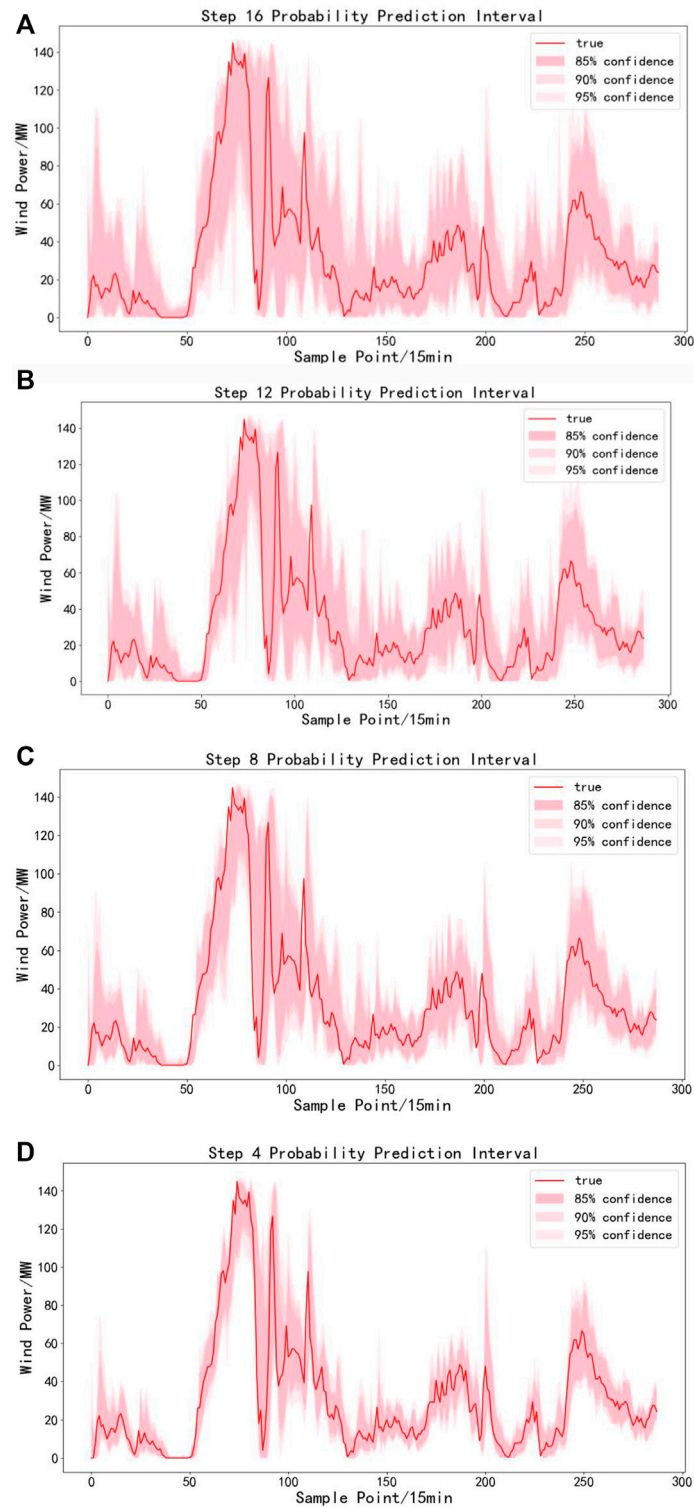 A
Step 16 Probability Prediction Interval
true
85% confidence
90% confidence
95% confidence
140
120
100
80
60
40
20
0
Wind Power/MW
0 50 100 150 200 250 300
Sample Point/15min
B
Step 12 Probability Prediction Interval
true
85% confidence
90% confidence
95% confidence
140
120
100
80
60
40
20
0
Wind Power/MW
0 50 100 150 200 250 300
Sample Point/15min
C
Step 8 Probability Prediction Interval
true
85% confidence
90% confidence
95% confidence
140
120
100
80
60
40
20
0
Wind Power/MW
0 50 100 150 200 250 300
Sample Point/15min
D
Step 4 Probability Prediction Interval
true
85% confidence
90% confidence
95% confidence
140
120
100
80
60
40
20
0
Wind Power/MW
0 50 100 150 200 250 300
Sample Point/15min